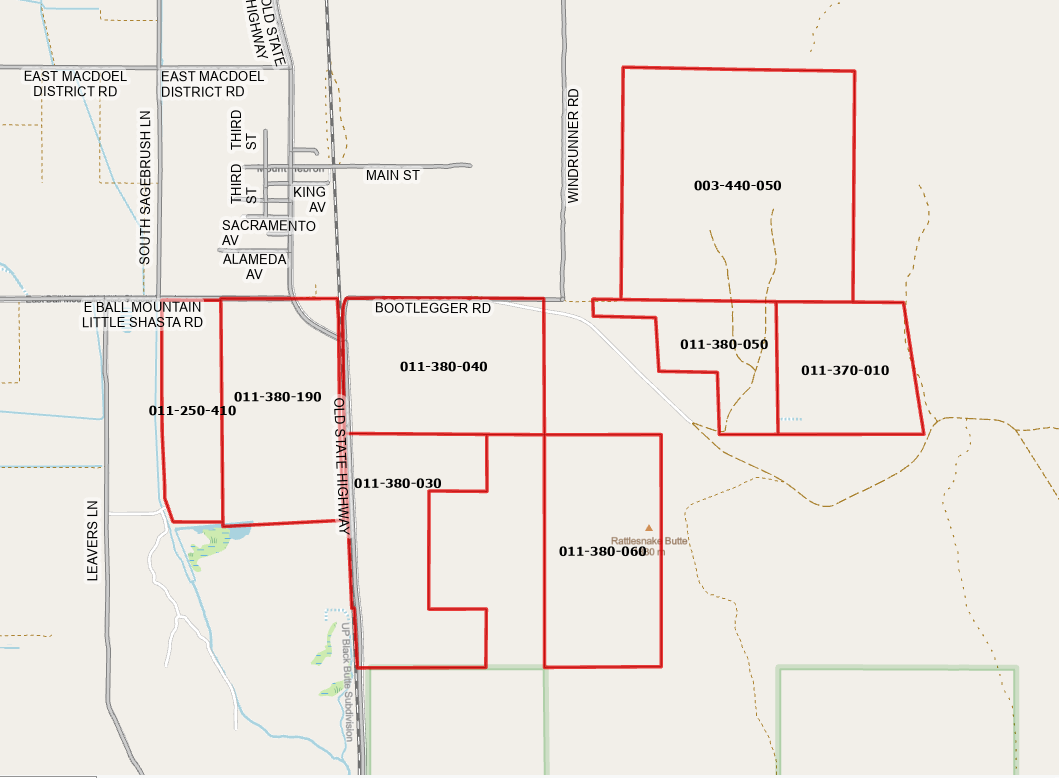 OLD STATE
HIGHWAY
EAST MACDOEL
DISTRICT RD
EAST MACDOEL
DISTRICT RD
SOUTH SAGEBRUSH LN
THIRD
ST
WINDRUNNER RD
THIRD
ST
MAIN ST
KING
AV
SACRAMENTO
AV
ALAMEDA
AV
003-440-050
E BALL MOUNTAIN
LITTLE SHASTA RD
BOOTLEGGER RD
011-380-050
011-380-040
011-370-010
011-380-190
011-250-410
OLD STATE HIGHWAY
011-380-030
LEAVERS LN
Rattlesnake Butte
011-380-060
UP Black Butte Subdivision